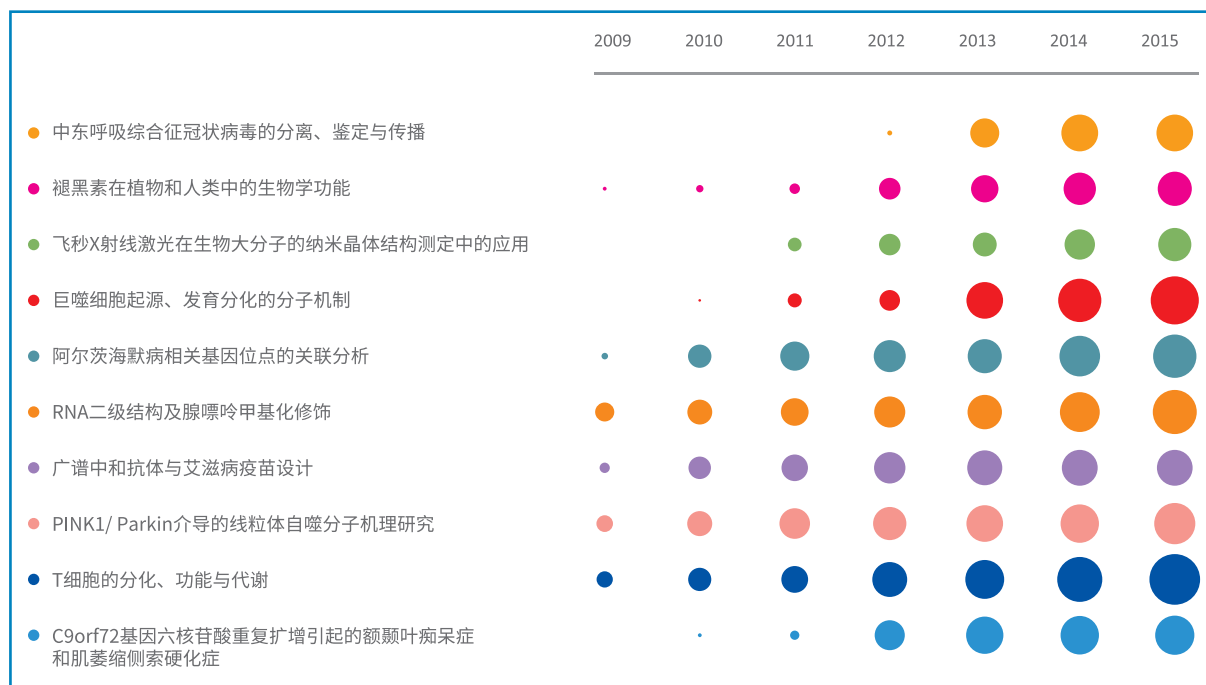 2009 2010 2011 2012 2013 2014 2015
中东呼吸综合征冠状病毒的分离、鉴定与传播
褪黑素在植物和人类中的生物学功能
飞秒X射线激光在生物大分子的纳米晶体结构测定中的应用
巨噬细胞起源、发育分化的分子机制
阿尔茨海默病相关基因位点的关联分析
RNA二级结构及腺嘌呤甲基化修饰
广谱中和抗体与艾滋病疫苗设计
PINK1/ Parkin介导的线粒体自噬分子机理研究
T细胞的分化、功能与代谢
C9orf72基因六核苷酸重复扩增引起的额颞叶痴呆症
和肌萎缩侧索硬化症